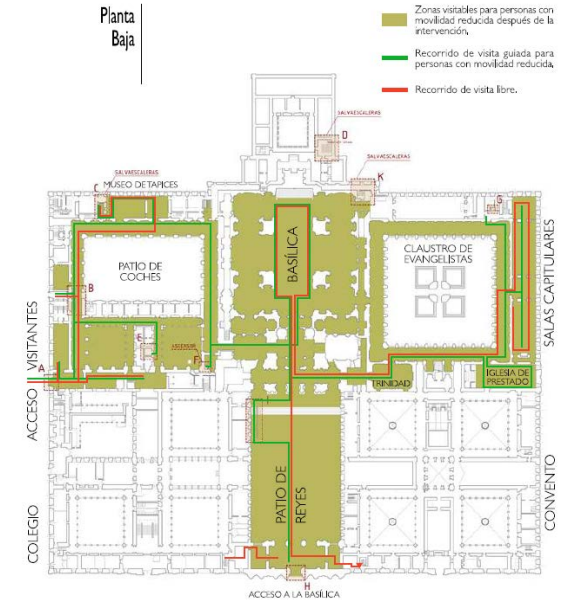 Planta
Baja
Zonas visitables para personas con
movilidad reducida después de la
intervención.
Recorrido de visita guiada para
personas con movilidad reducida.
Recorrido de visita libre.
SALVAESCALERAS
D
SALVAESCALERAS
K
SALVAESCALERAS
C
MUSEO DE TAPICES
G
PATIO DE
COCHES
BASÍLICA
CLAUSTRO DE
EVANGELISTAS
SALAS CAPITULARES
B
ACCESO VISITANTES
E
ASCENSOR
F
A
TRINIDAD
IGLESIA DE
PRESTADO
PATIO DE
REYES
COLEGIO
CONVENTO
H
ACCESO A LA BASÍLICA